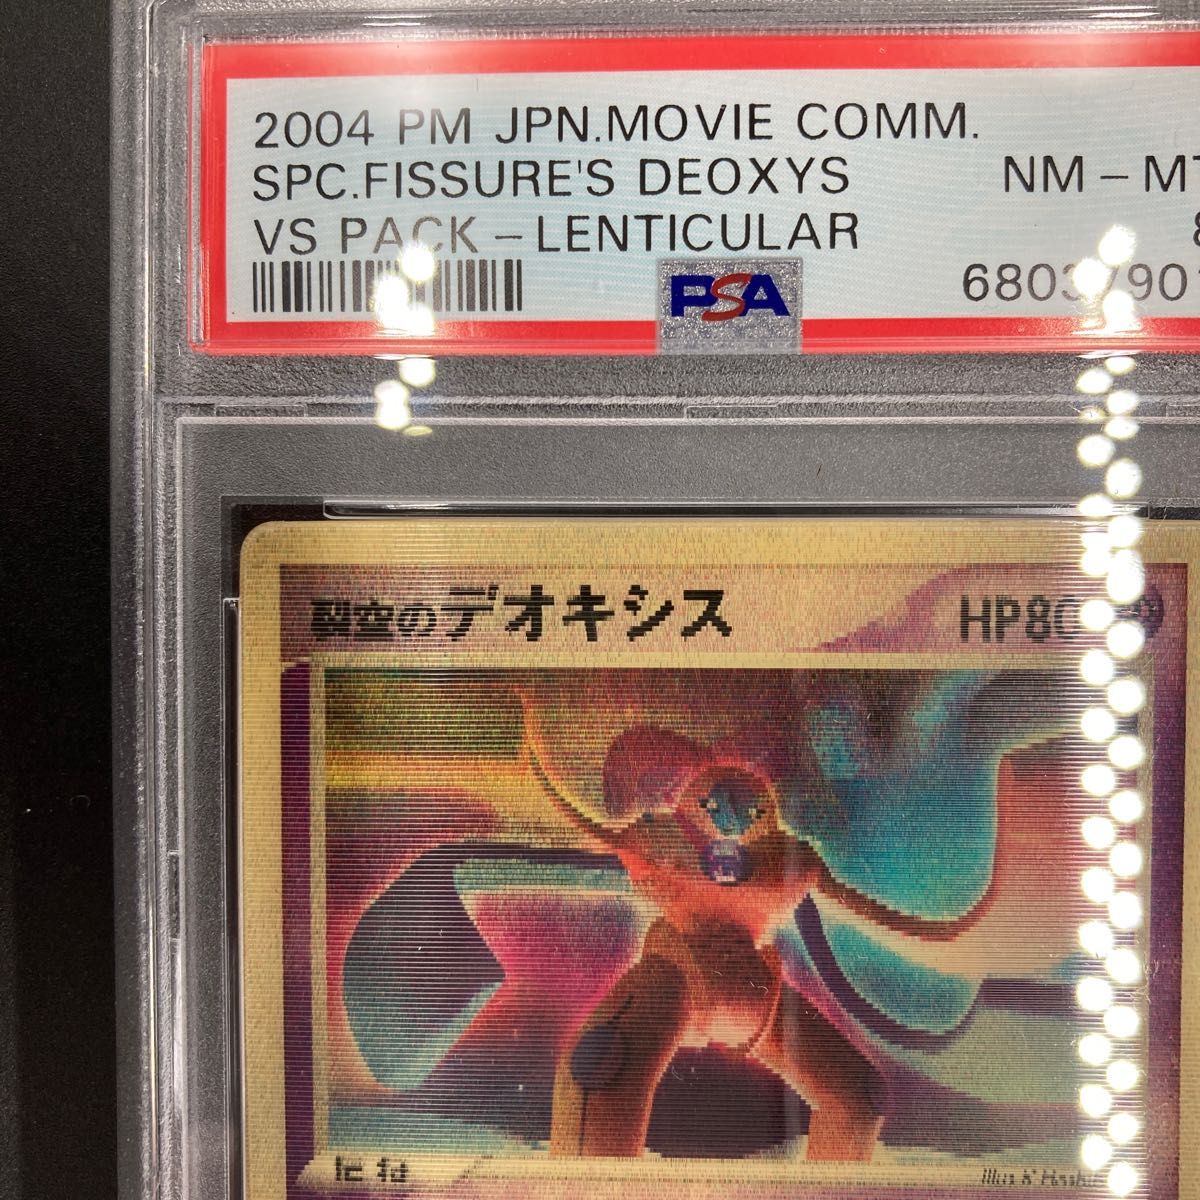 2004 PM JPN.MOVIE COMM.
SPC.FISSURE'S DEOXYS NM – MT
VS PACK – LENTICULAR 8
PSA
裂空のデオキシス HP80